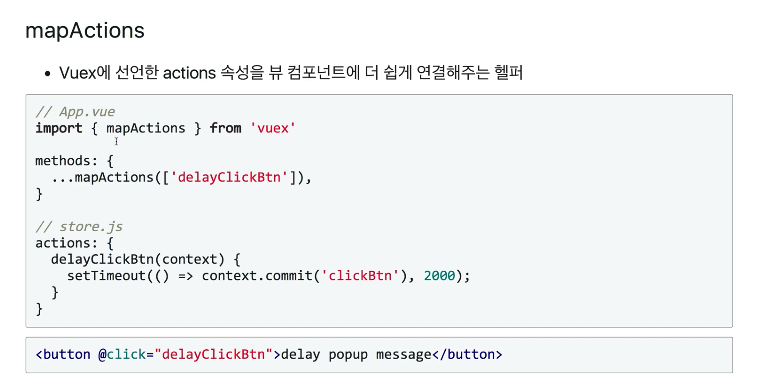 mapActions
• Vuex에 선언한 actions 속성을 뷰 컴포넌트에 더 쉽게 연결해주는 헬퍼
// App.vue
import { mapActions } from 'vuex'
methods: {
  ...mapActions(['delayClickBtn']),
}
// store.js
actions: {
  delayClickBtn(context) {
    setTimeout(() => context.commit('clickBtn'), 2000);
  }
}
<button @click="delayClickBtn">delay popup message</button>